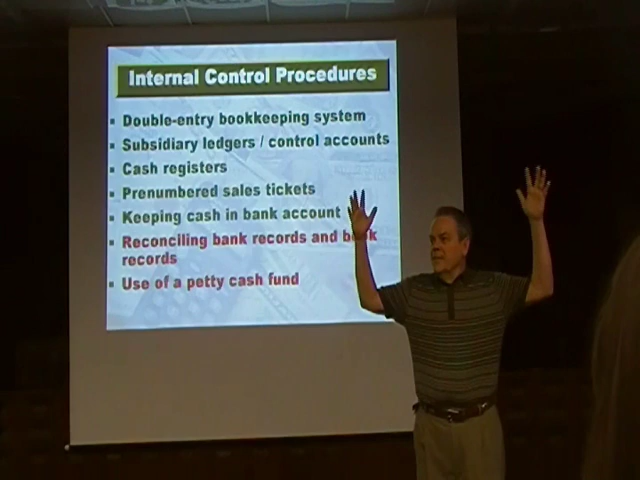 Internal Control Procedures
▪ Double-entry bookkeeping system
▪ Subsidiary ledgers / control accounts
▪ Cash registers
▪ Prenumbered sales tickets
▪ Keeping cash in bank account
▪ Reconciling bank records and book
records
▪ Use of a petty cash fund